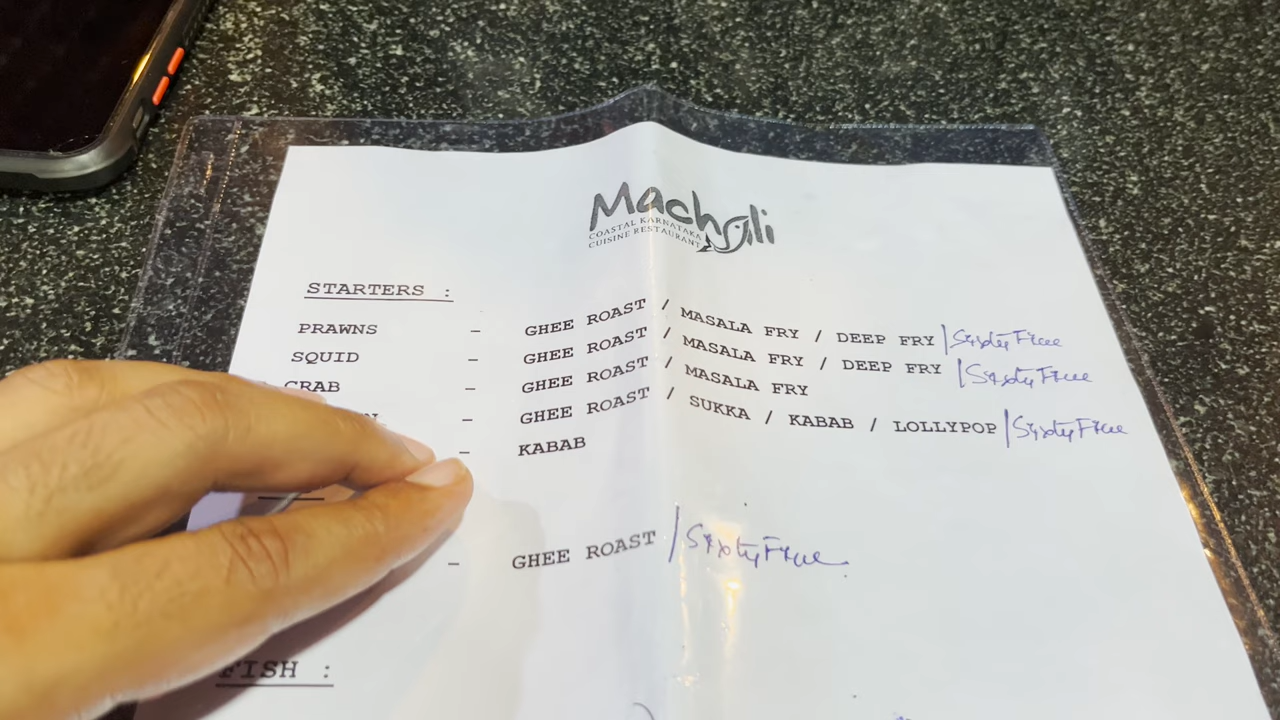 Machali
COASTAL KARNATAKA
CUISINE RESTAURANT
STARTERS :
PRAWNS - GHEE ROAST / MASALA FRY / DEEP FRY / Sixty Five
SQUID - GHEE ROAST / MASALA FRY / DEEP FRY / Sixty Five
CRAB - GHEE ROAST / MASALA FRY
- GHEE ROAST / SUKKA / KABAB / LOLLYPOP / Sixty Five
- KABAB
- GHEE ROAST / Sixty Five
FISH :